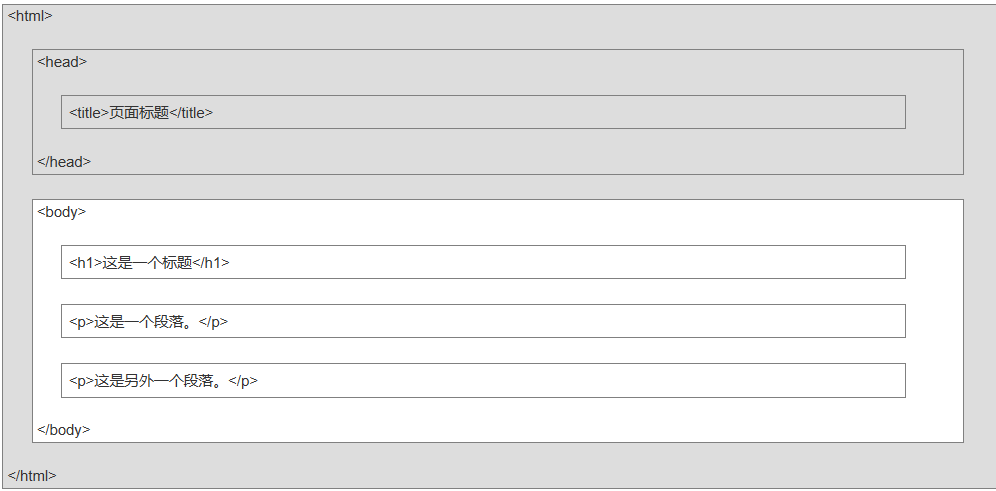 <html>
<head>
<title>页面标题</title>
</head>
<body>
<h1>这是一个标题</h1>
<p>这是一个段落。</p>
<p>这是另外一个段落。</p>
</body>
</html>